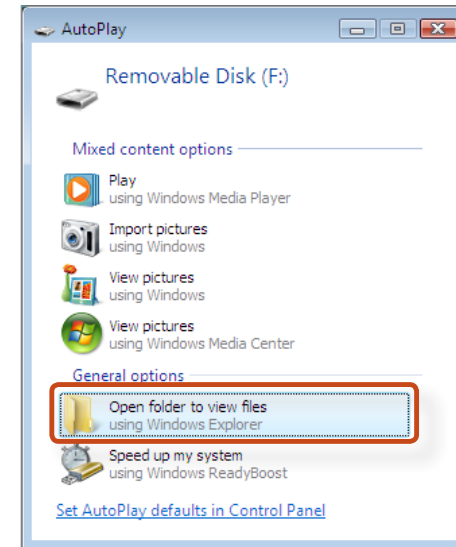 AutoPlay
Removable Disk (F:)
Mixed content options
Play
using Windows Media Player
Import pictures
using Windows
View pictures
using Windows
View pictures
using Windows Media Center
General options
Open folder to view files
using Windows Explorer
Speed up my system
using Windows ReadyBoost
Set AutoPlay defaults in Control Panel